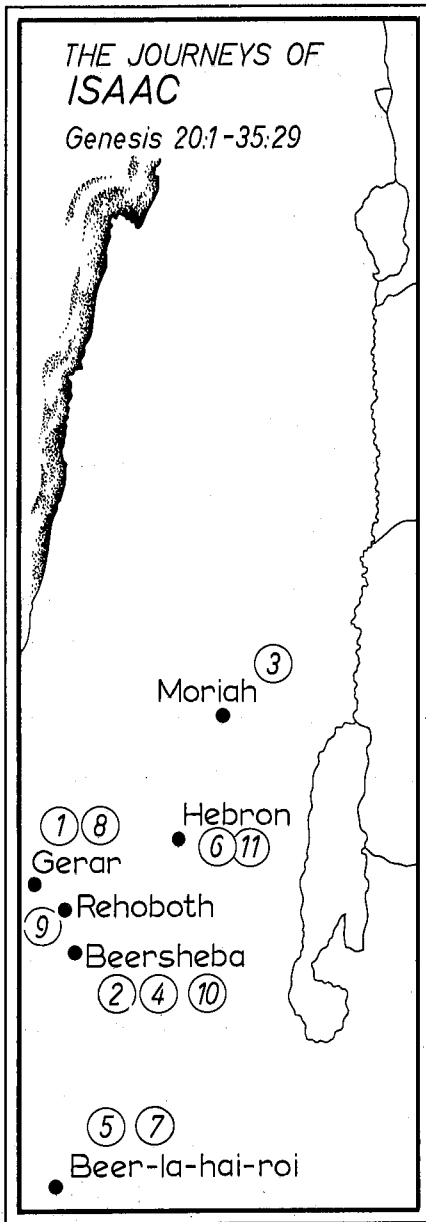 THE JOURNEYS OF
ISAAC
Genesis 20:1-35:29
3
Moriah
1 8
Hebron
6 11
Gerar
Rehoboth
9
Beersheba
2 4 10
5 7
Beer-la-hai-roi